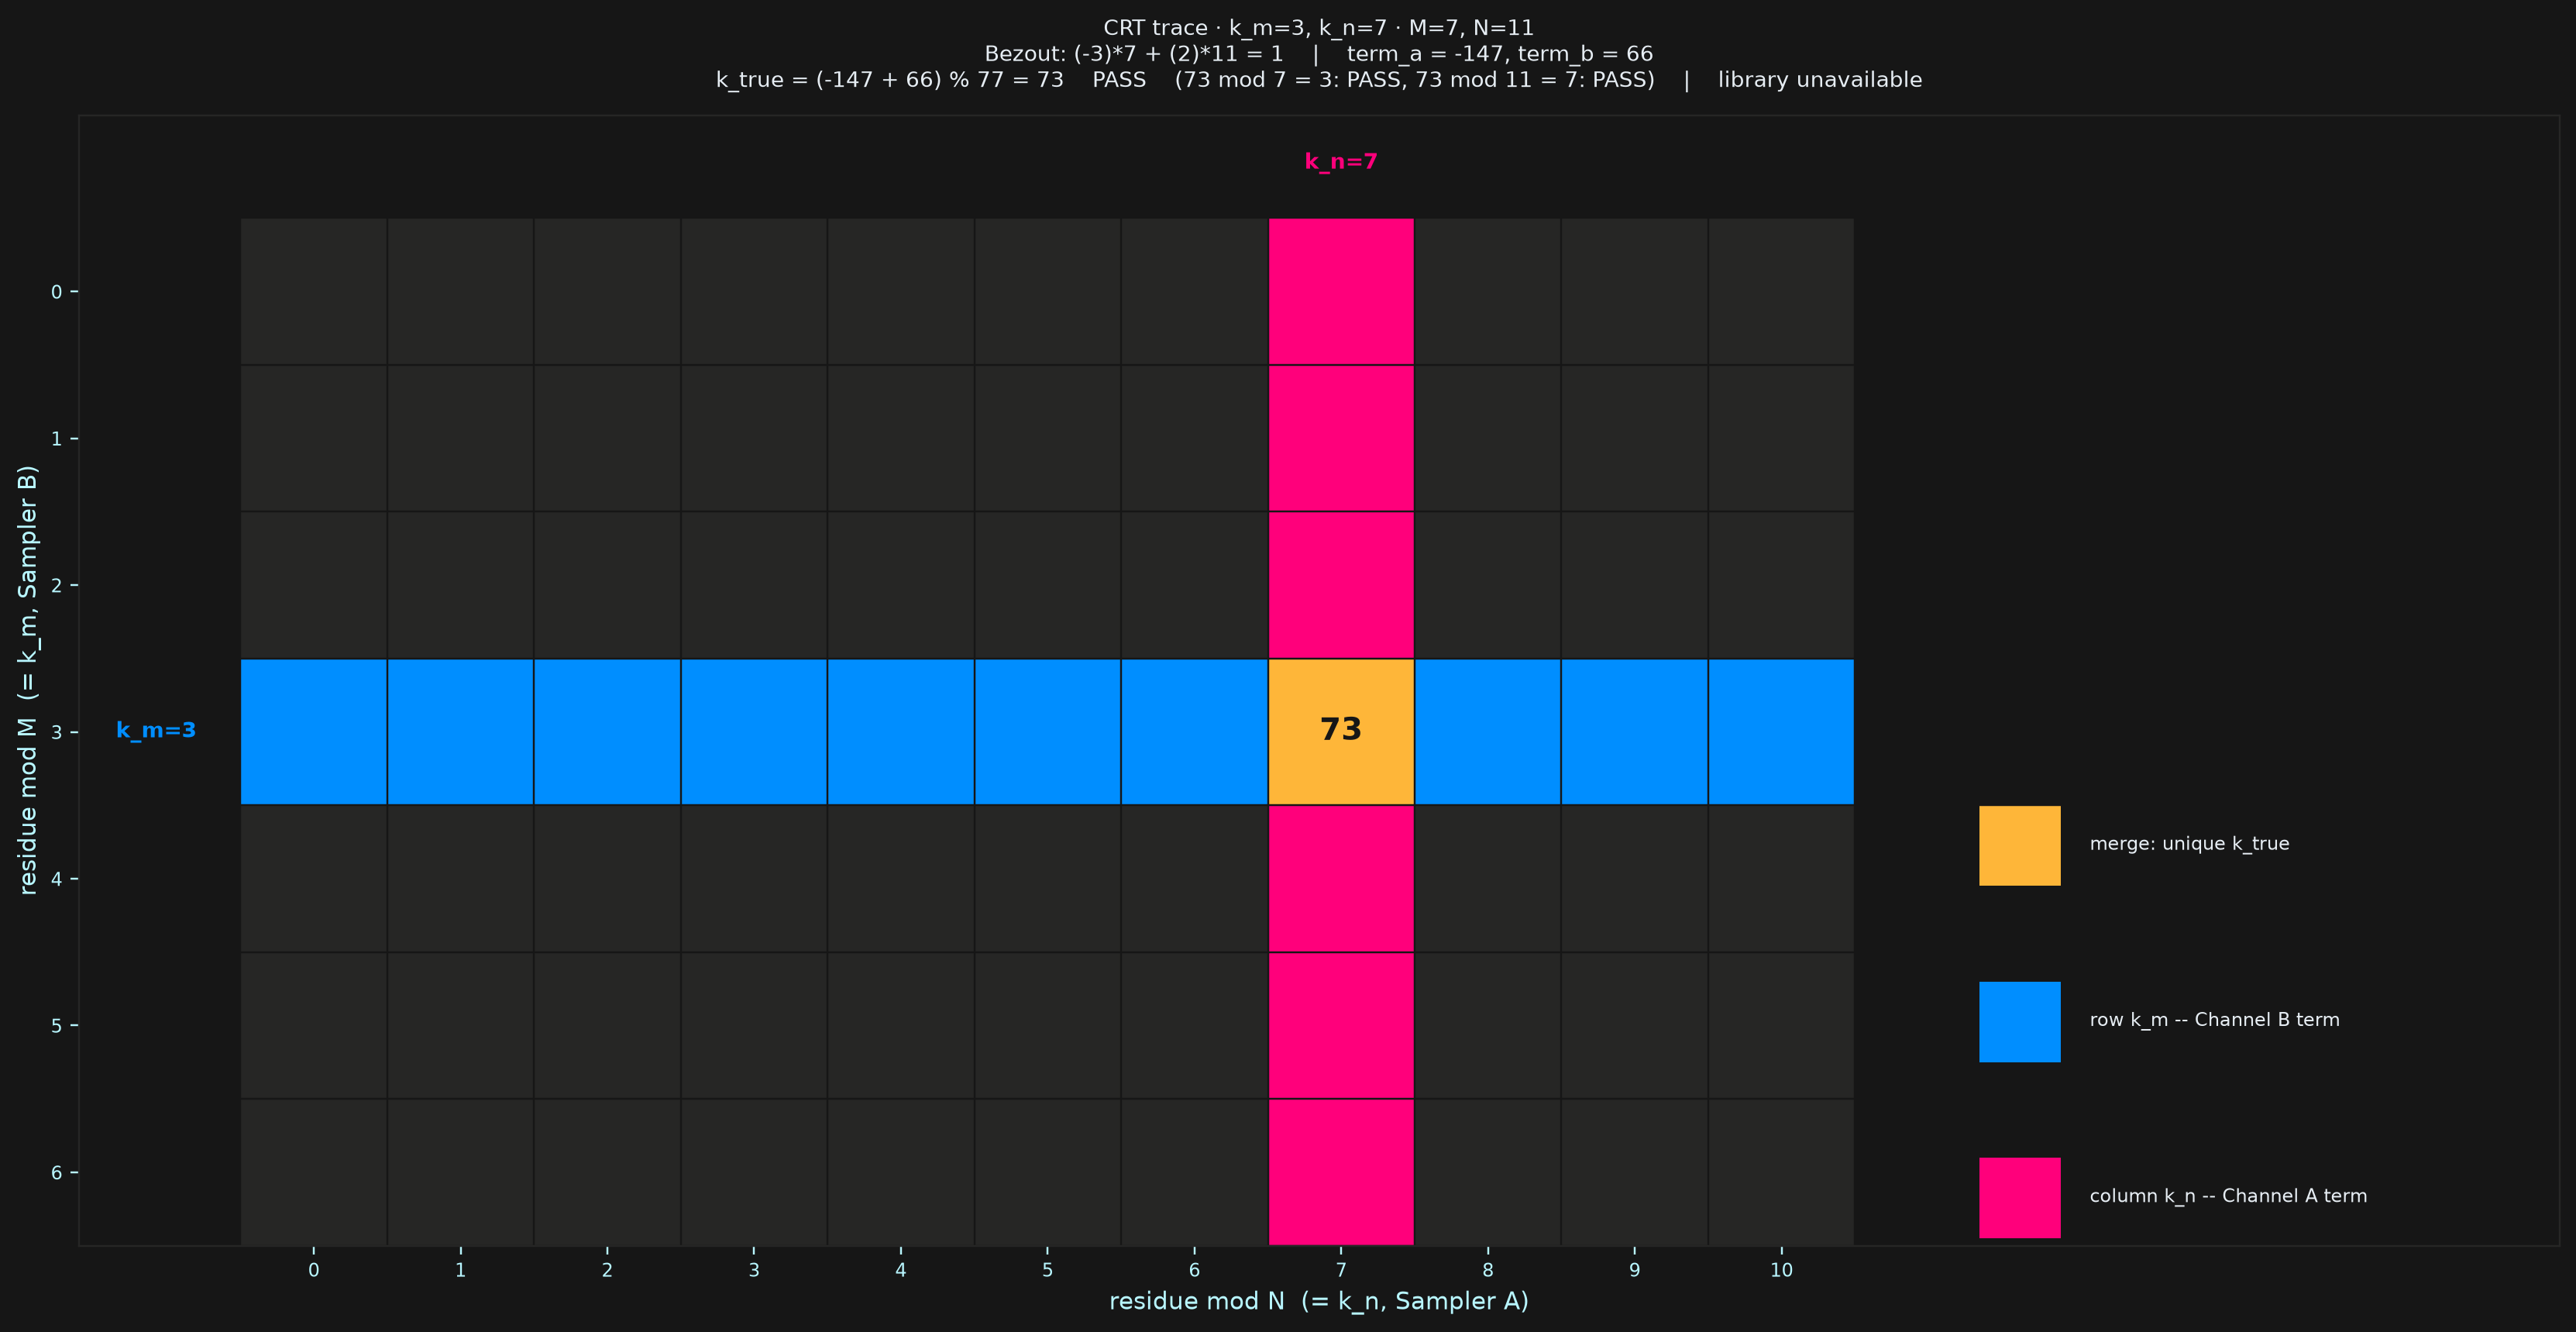 CRT trace · k_m=3, k_n=7 · M=7, N=11
Bezout: (-3)*7 + (2)*11 = 1    |    term_a = -147, term_b = 66
k_true = (-147 + 66) % 77 = 73    PASS    (73 mod 7 = 3: PASS, 73 mod 11 = 7: PASS)    |    library unavailable
k_n=7
residue mod M  (= k_m, Sampler B)
0
1
2
3
4
5
6
k_m=3
73
merge: unique k_true
row k_m -- Channel B term
column k_n -- Channel A term
0 1 2 3 4 5 6 7 8 9 10
residue mod N  (= k_n, Sampler A)